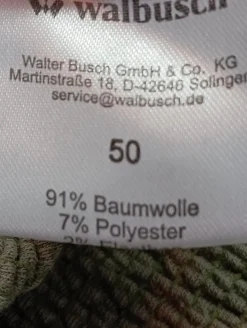 walbusch
Walter Busch GmbH & Co. KG
Martinstraße 18, D-42646 Solingen
service@walbusch.de
50
91% Baumwolle
7% Polyester